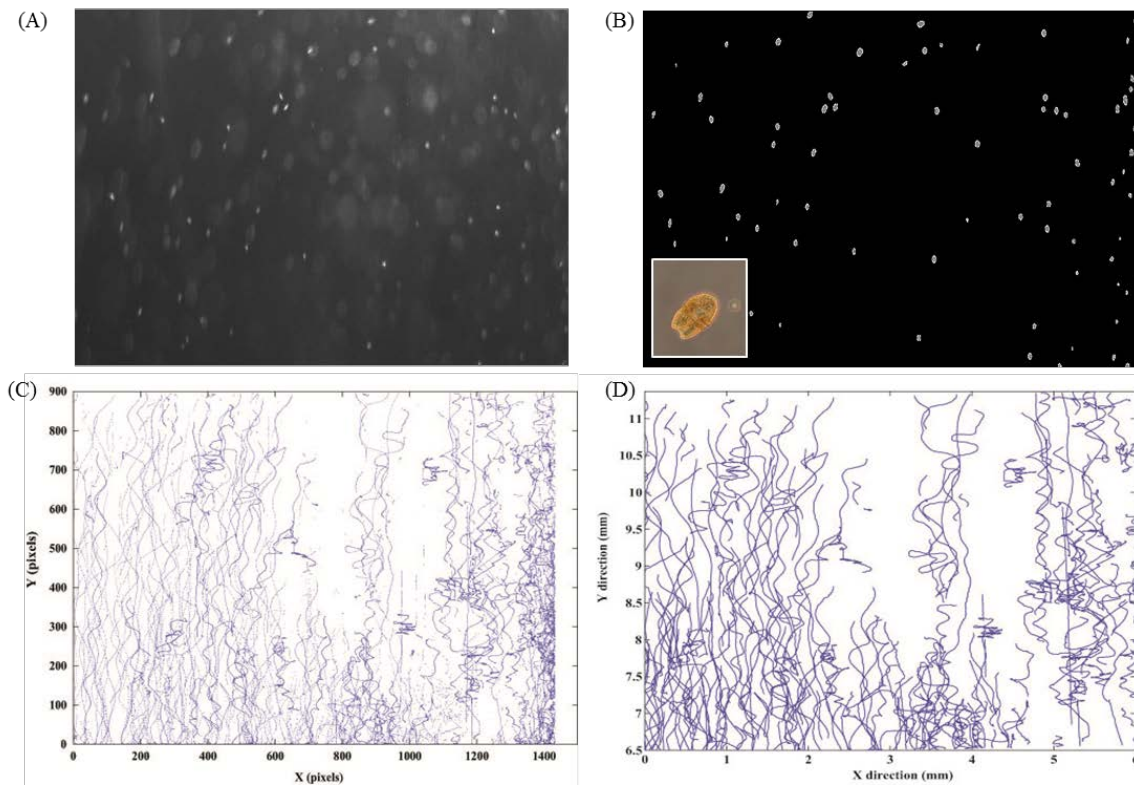 (A)
(B)
(C)
900
800
700
600
500
400
300
200
100
0
Y (pixels)
0 200 400 600 800 1000 1200 1400
X (pixels)
(D)
11
10.5
10
9.5
9
8.5
8
7.5
7
6.5
Y direction (mm)
0 1 2 3 4 5 6
X direction (mm)